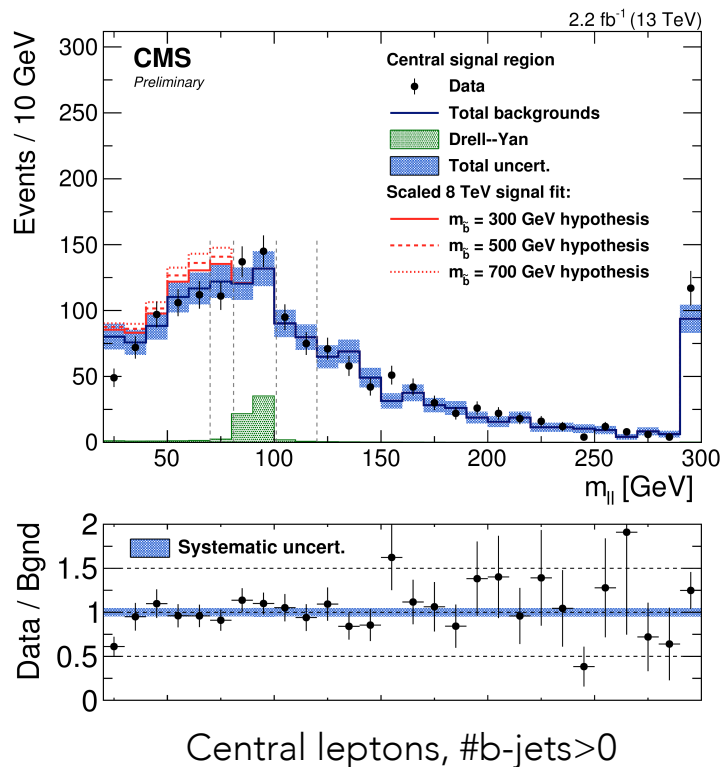 2.2 fb⁻¹ (13 TeV)
CMS
Preliminary
Central signal region
Data
Total backgrounds
Drell--Yan
Total uncert.
Scaled 8 TeV signal fit:
m_b̃ = 300 GeV hypothesis
m_b̃ = 500 GeV hypothesis
m_b̃ = 700 GeV hypothesis
Events / 10 GeV
300
250
200
150
100
50
0
50 100 150 200 250 300
m_ll [GeV]
Systematic uncert.
Data / Bgnd
2
1.5
1
0.5
0
Central leptons, #b-jets>0